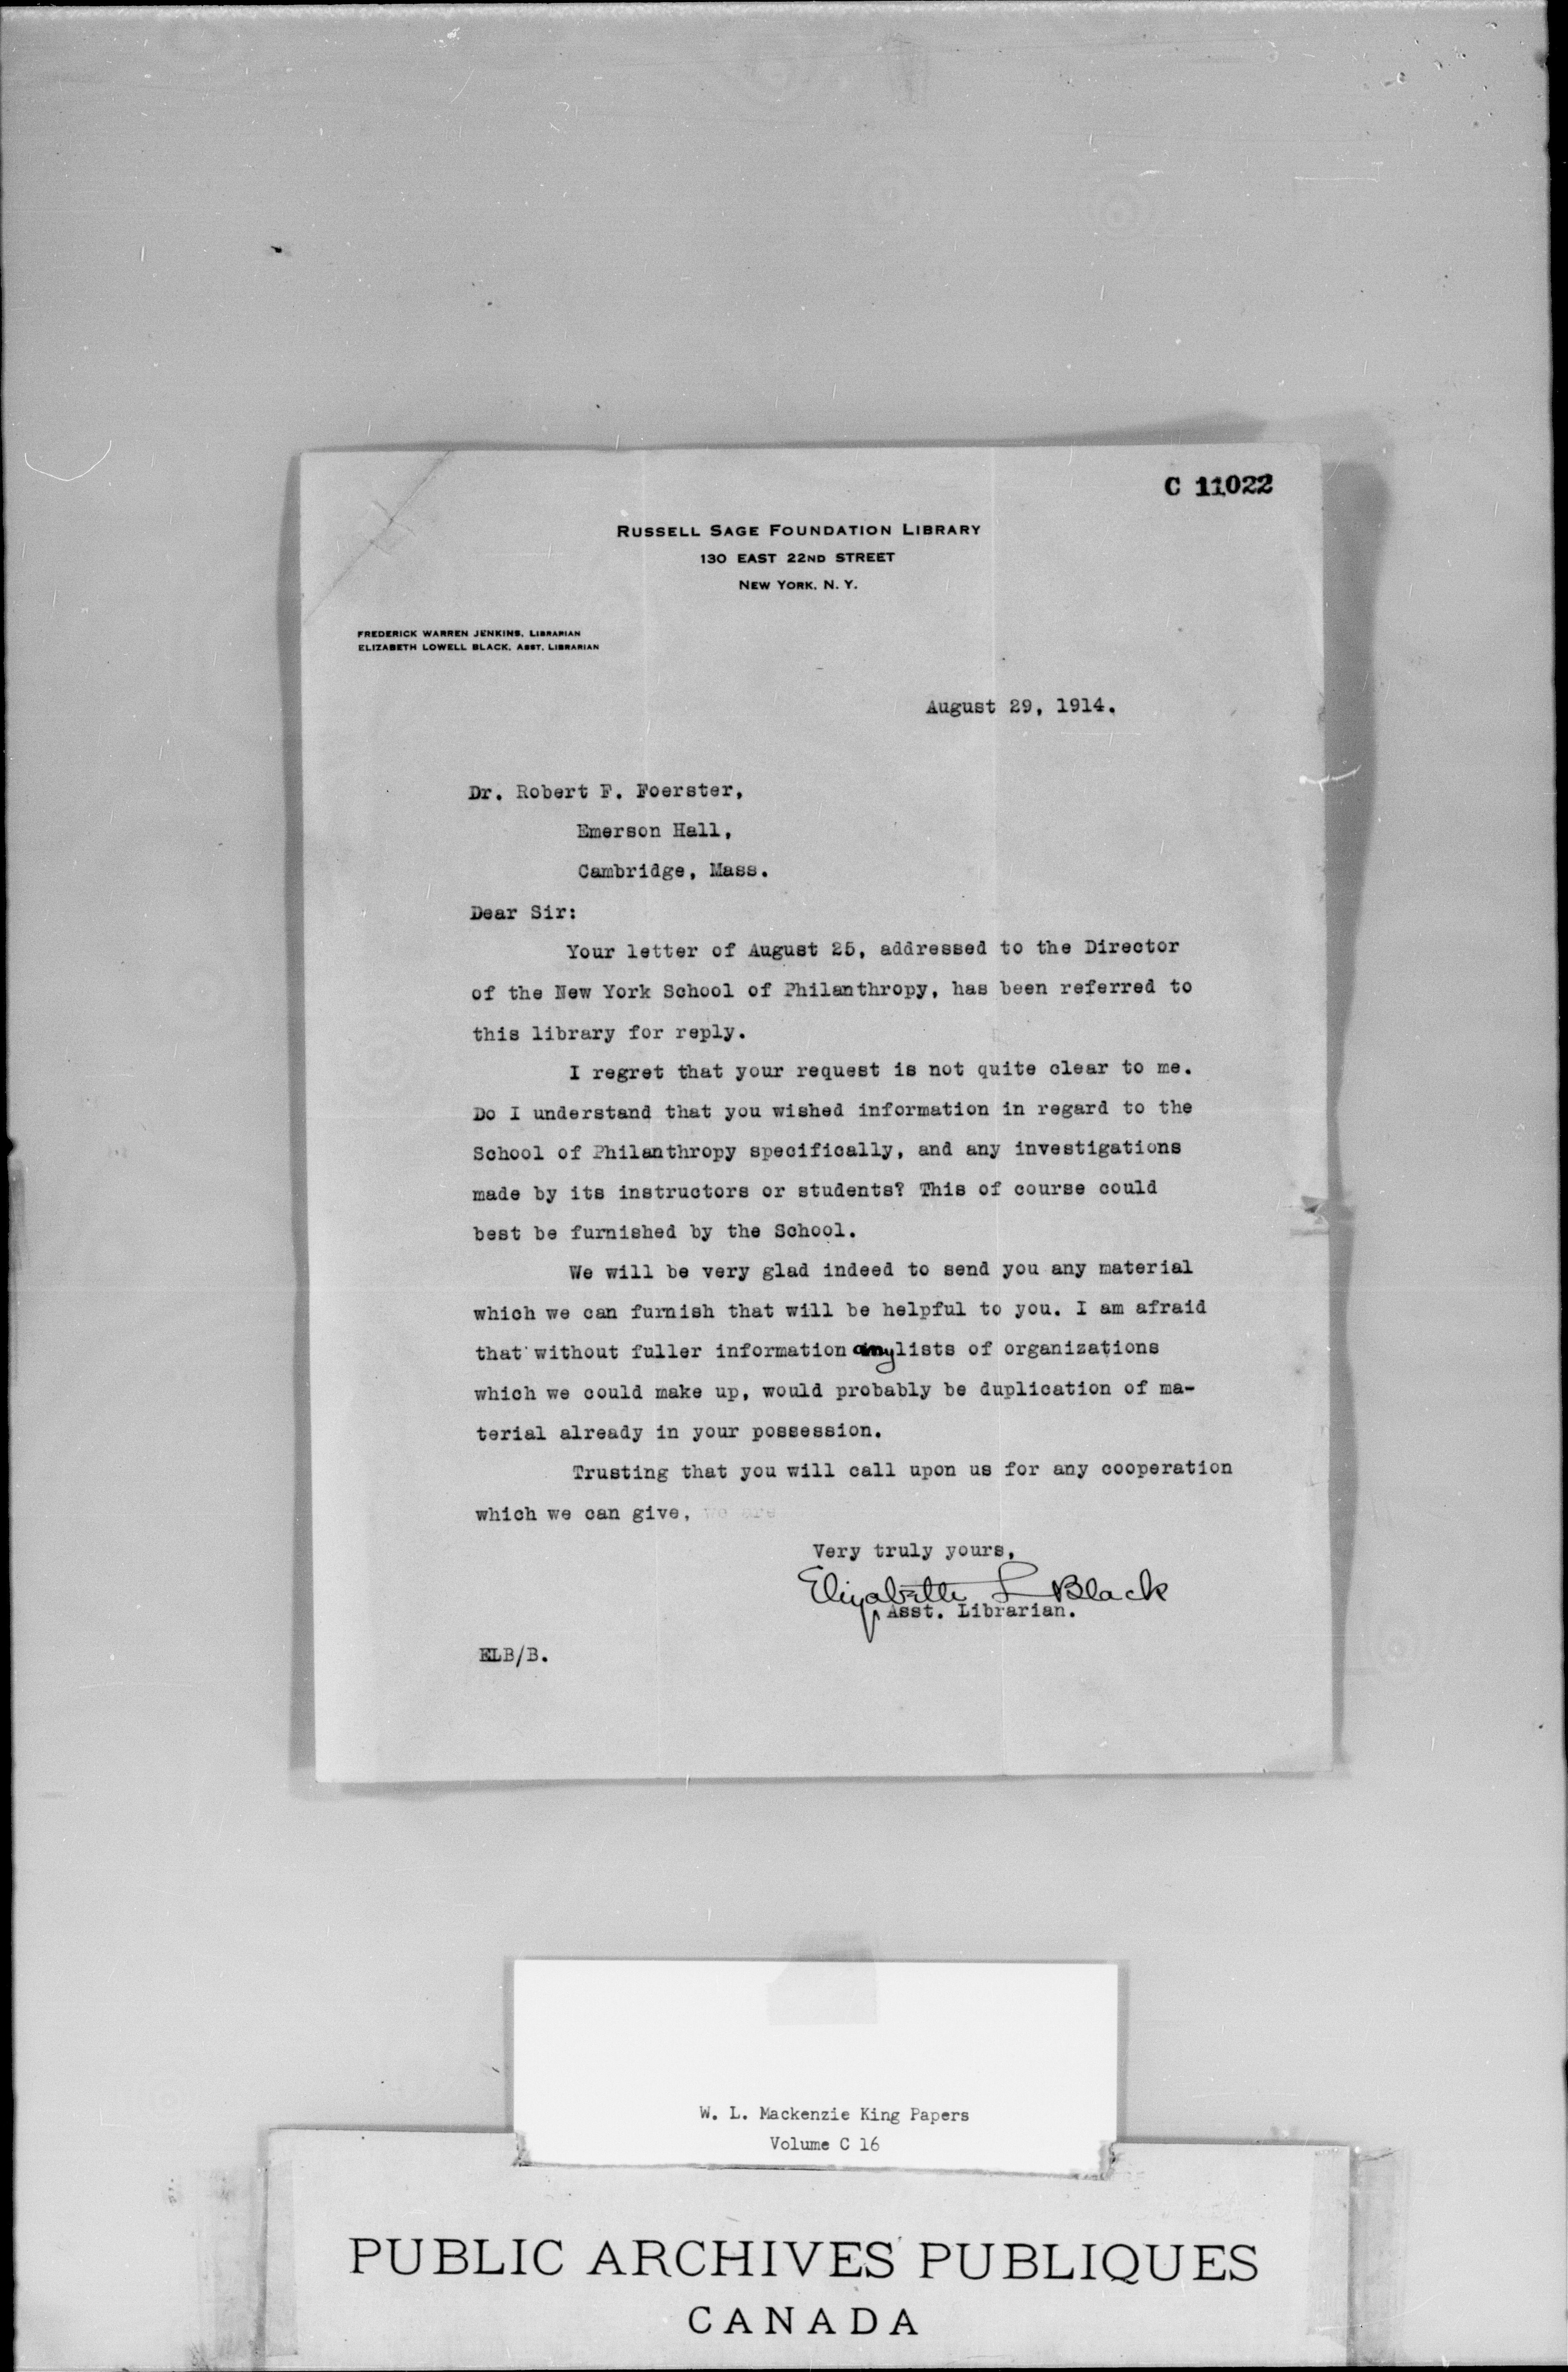 C 11022
RUSSELL SAGE FOUNDATION LIBRARY
130 EAST 22ND STREET
NEW YORK, N. Y.
FREDERICK WARREN JENKINS, LIBRARIAN
ELIZABETH LOWELL BLACK, ASST. LIBRARIAN
August 29, 1914.
Dr. Robert F. Foerster,
Emerson Hall,
Cambridge, Mass.
Dear Sir:
Your letter of August 25, addressed to the Director
of the New York School of Philanthropy, has been referred to
this library for reply.
I regret that your request is not quite clear to me.
Do I understand that you wished information in regard to the
School of Philanthropy specifically, and any investigations
made by its instructors or students? This of course could
best be furnished by the School.
We will be very glad indeed to send you any material
which we can furnish that will be helpful to you. I am afraid
that without fuller information any lists of organizations
which we could make up, would probably be duplication of ma-
terial already in your possession.
Trusting that you will call upon us for any cooperation
which we can give, we are
Very truly yours,
Elizabeth L Black
Asst. Librarian.
ELB/B.
W. L. Mackenzie King Papers
Volume C 16
PUBLIC ARCHIVES PUBLIQUES
CANADA